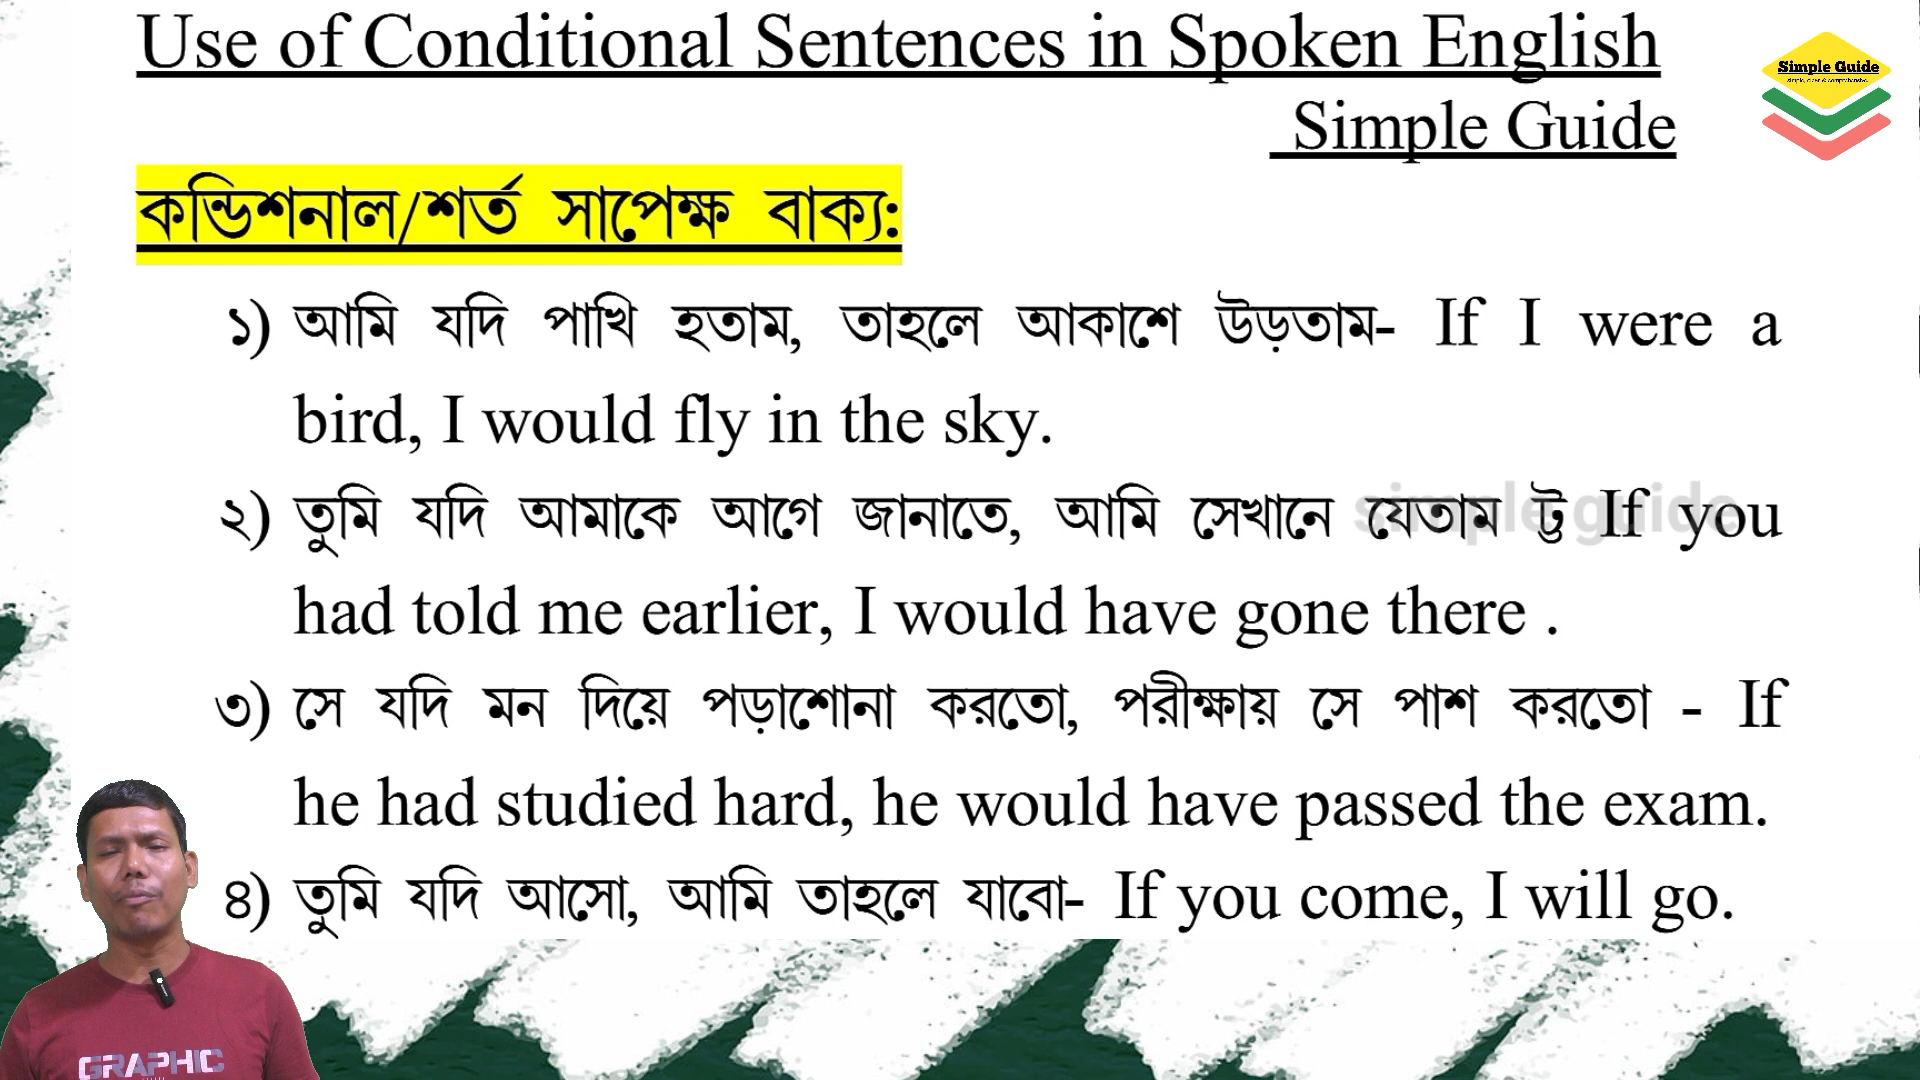 Use of Conditional Sentences in Spoken English
Simple Guide
Simple Guide
কন্ডিশনাল/শর্ত সাপেক্ষ বাক্য:
১) আমি যদি পাখি হতাম, তাহলে আকাশে উড়তাম- If I were a
bird, I would fly in the sky.
২) তুমি যদি আমাকে আগে জানাতে, আমি সেখানে যেতাম ট্ট If you
simple guide
had told me earlier, I would have gone there .
৩) সে যদি মন দিয়ে পড়াশোনা করতো, পরীক্ষায় সে পাশ করতো - If
he had studied hard, he would have passed the exam.
৪) তুমি যদি আসো, আমি তাহলে যাবো- If you come, I will go.
GRAPHIC